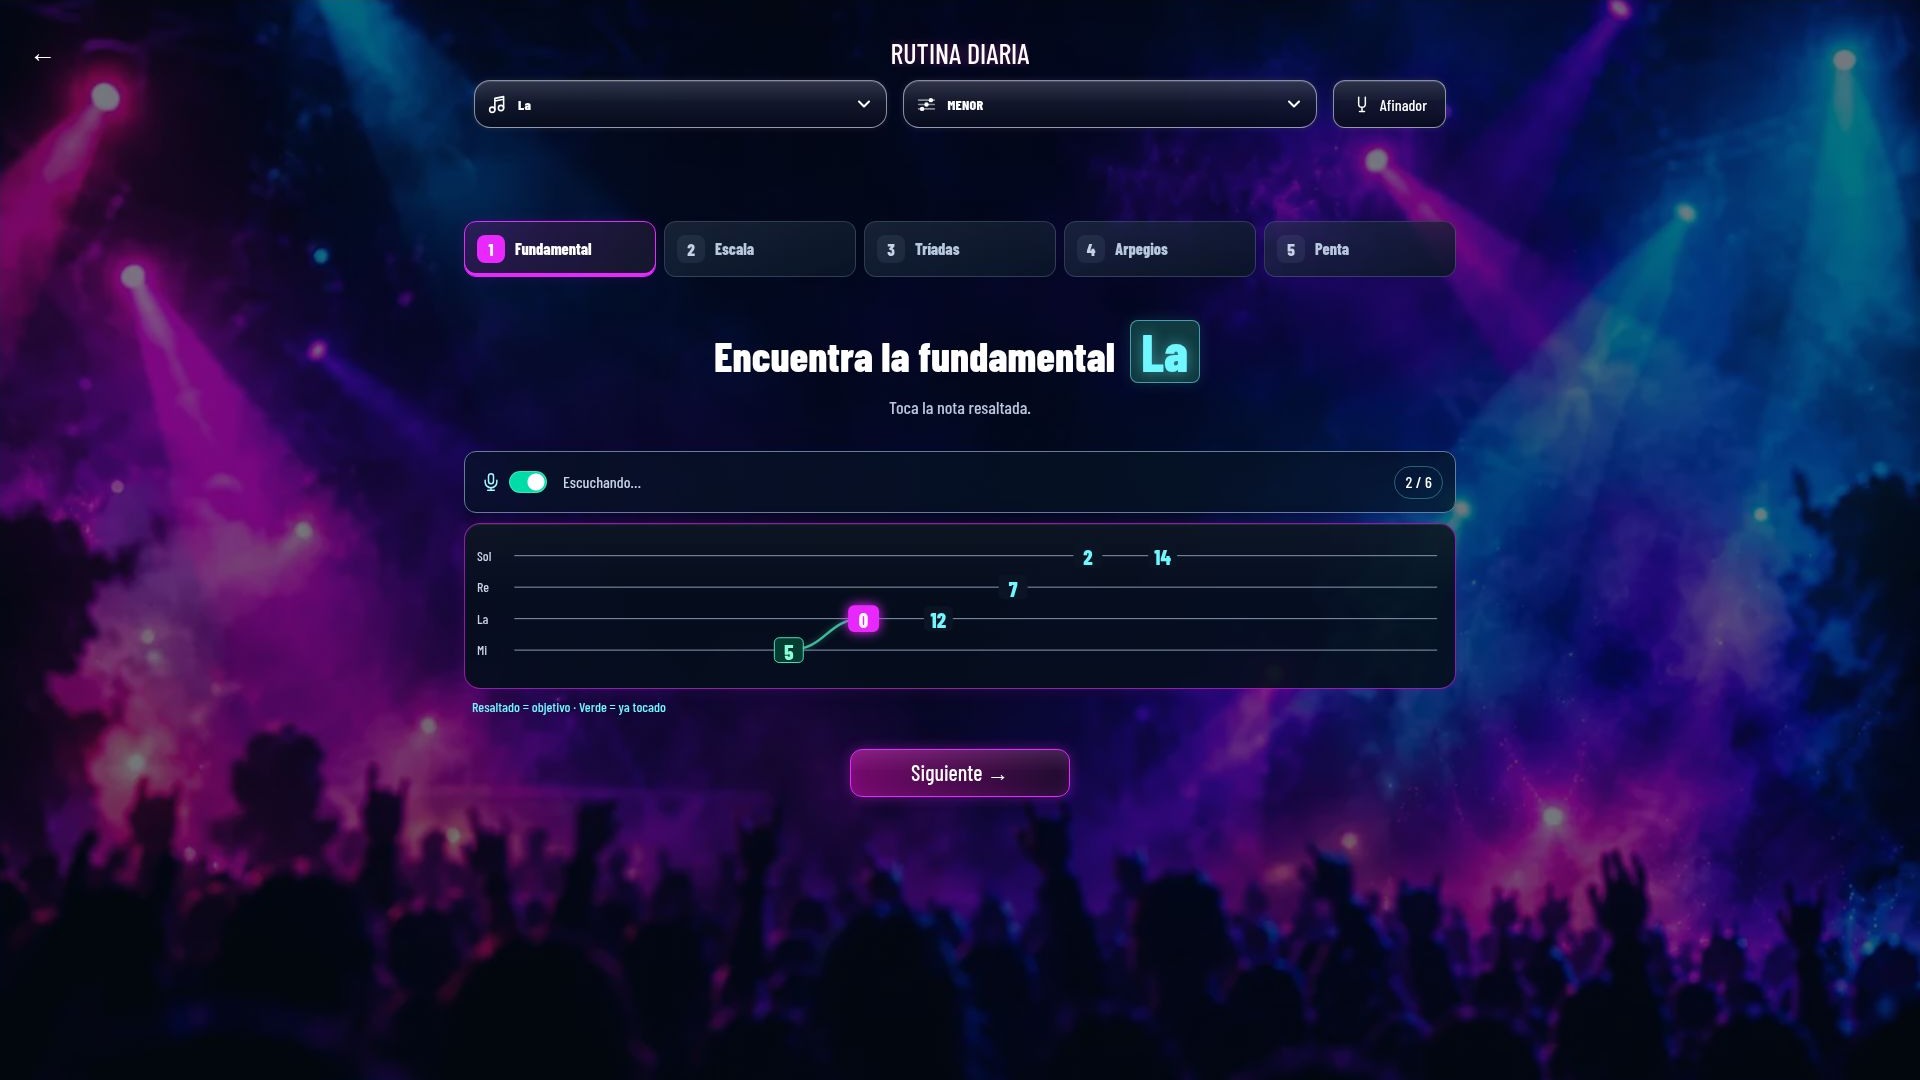 ←
RUTINA DIARIA
La
MENOR
Afinador
1 Fundamental
2 Escala
3 Tríadas
4 Arpegios
5 Penta
Encuentra la fundamental La
Toca la nota resaltada.
Escuchando...
2 / 6
Sol 2 14
Re 7
La 0 12
Mi 5
Resaltado = objetivo · Verde = ya tocado
Siguiente →